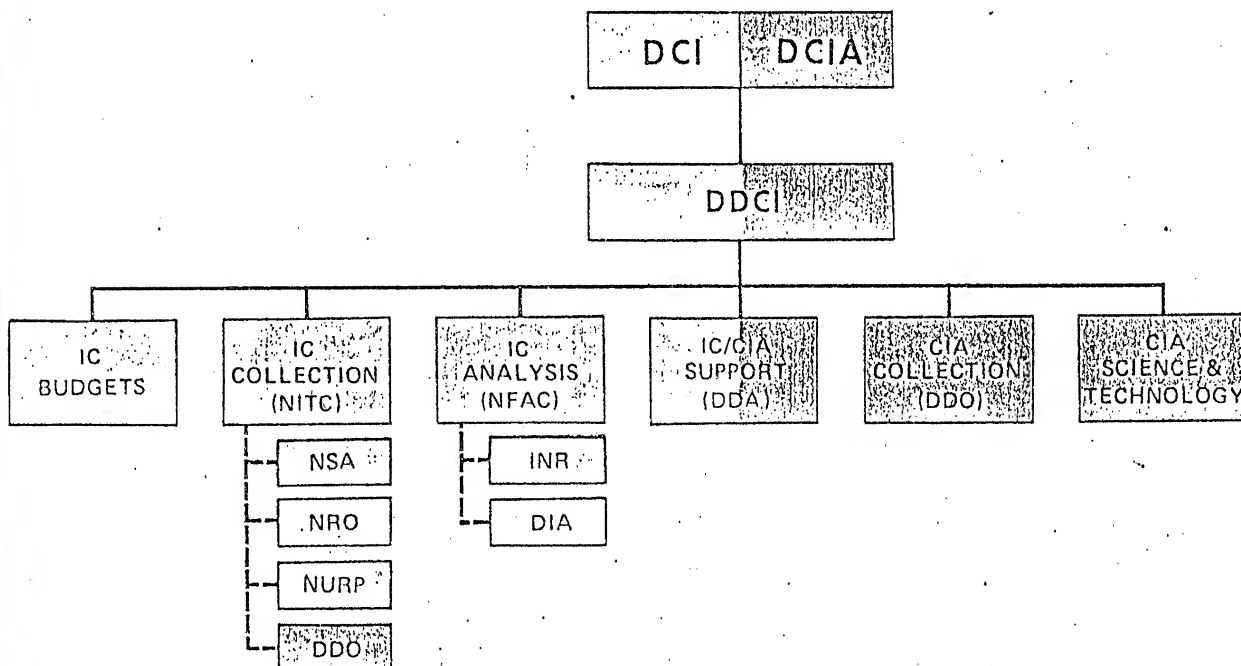 DCI DCIA
DDCI
IC
BUDGETS
IC
COLLECTION
(NITC)
IC
ANALYSIS
(NFAC)
IC/CIA
SUPPORT
(DDA)
CIA
COLLECTION
(DDO)
CIA
SCIENCE &
TECHNOLOGY
NSA
NRO
NURP
DDO
INR
DIA